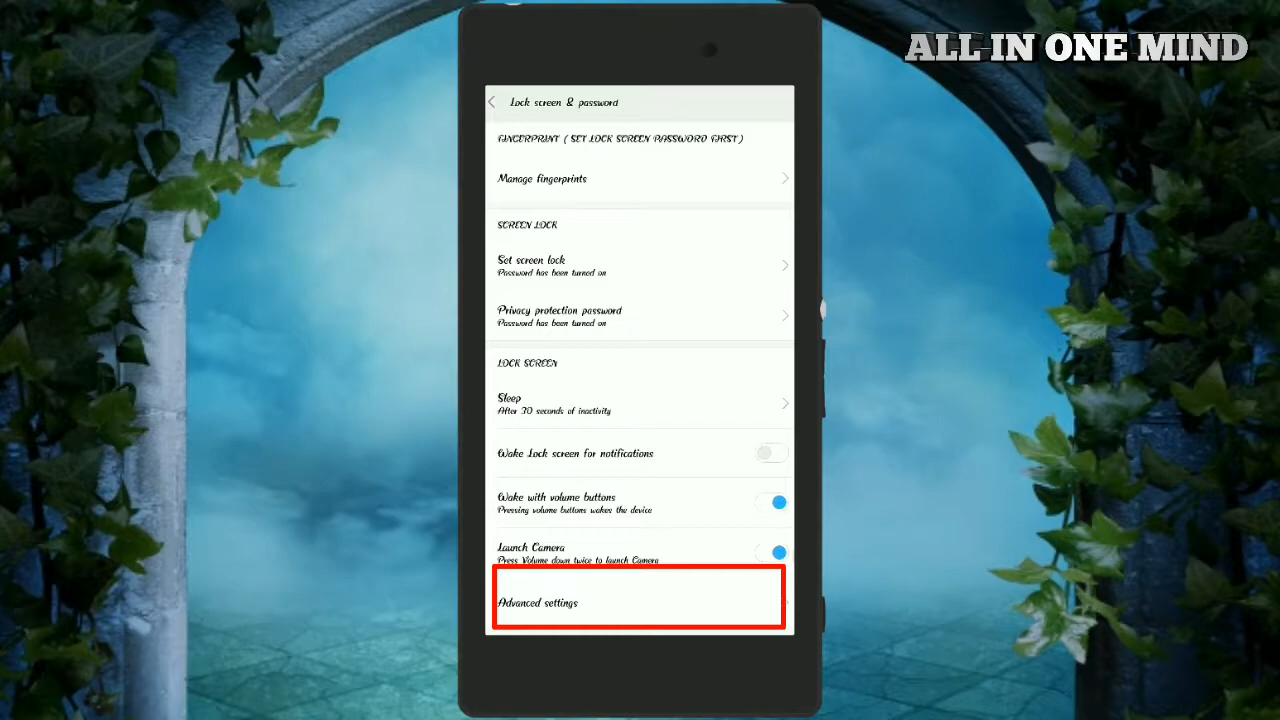 ALL IN ONE MIND
Lock screen & password
FINGERPRINT ( SET LOCK SCREEN PASSWORD FIRST )
Manage fingerprints
SCREEN LOCK
Set screen lock
Password has been turned on
Privacy protection password
Password has been turned on
LOCK SCREEN
Sleep
After 30 seconds of inactivity
Wake Lock screen for notifications
Wake with volume buttons
Pressing volume buttons wakes the device
Launch Camera
Press Volume down twice to launch Camera
Advanced settings